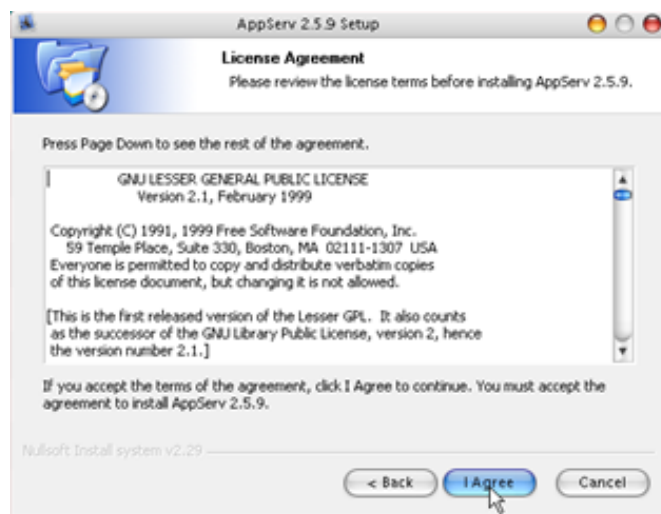 AppServ 2.5.9 Setup
License Agreement
Please review the license terms before installing AppServ 2.5.9.
Press Page Down to see the rest of the agreement.
GNU LESSER GENERAL PUBLIC LICENSE
Version 2.1, February 1999
Copyright (C) 1991, 1999 Free Software Foundation, Inc.
59 Temple Place, Suite 330, Boston, MA 02111-1307 USA
Everyone is permitted to copy and distribute verbatim copies
of this license document, but changing it is not allowed.
[This is the first released version of the Lesser GPL. It also counts
as the successor of the GNU Library Public License, version 2, hence
the version number 2.1.]
If you accept the terms of the agreement, click I Agree to continue. You must accept the
agreement to install AppServ 2.5.9.
Nullsoft Install system v2.29
< Back I Agree Cancel